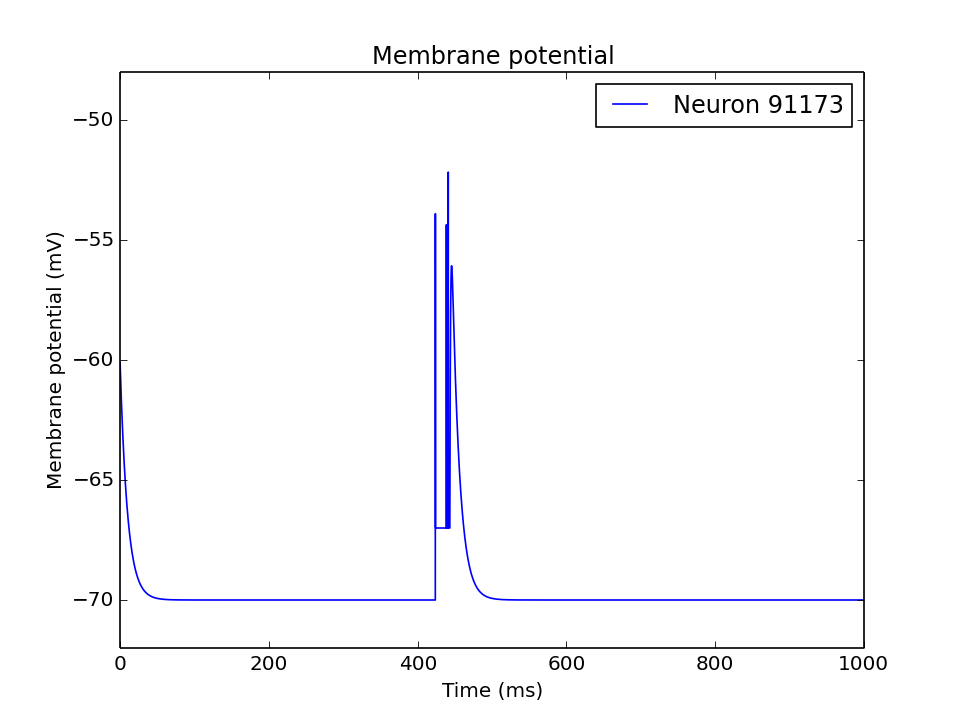 Membrane potential
Neuron 91173
−50
−55
−60
−65
−70
Membrane potential (mV)
0 200 400 600 800 1000
Time (ms)